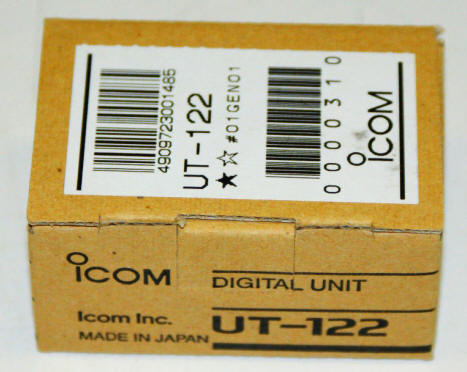 4909723001485
UT-122
★☆ #01GEN01
0000310
ICOM
ICOM
DIGITAL UNIT
Icom Inc.
MADE IN JAPAN
UT-122